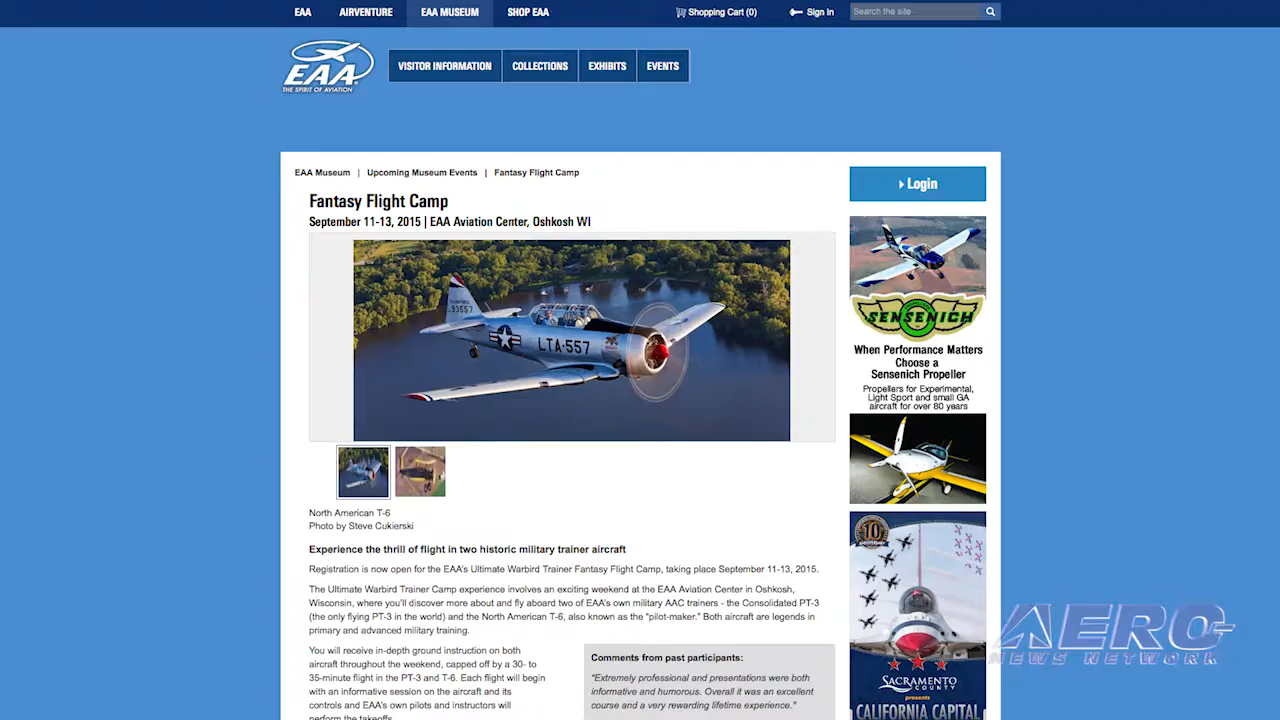 EAA
AIRVENTURE
EAA MUSEUM
SHOP EAA
Shopping Cart (0)
Sign In
Search the site
EAA
THE SPIRIT OF AVIATION
VISITOR INFORMATION
COLLECTIONS
EXHIBITS
EVENTS
EAA Museum | Upcoming Museum Events | Fantasy Flight Camp
Fantasy Flight Camp
September 11-13, 2015 | EAA Aviation Center, Oshkosh WI
LTA-557
North American T-6
Photo by Steve Cukierski
Experience the thrill of flight in two historic military trainer aircraft
Registration is now open for the EAA's Ultimate Warbird Trainer Fantasy Flight Camp, taking place September 11-13, 2015.
The Ultimate Warbird Trainer Camp experience involves an exciting weekend at the EAA Aviation Center in Oshkosh,
Wisconsin, where you'll discover more about and fly aboard two of EAA's own military AAC trainers - the Consolidated PT-3
(the only flying PT-3 in the world) and the North American T-6, also known as the "pilot-maker." Both aircraft are legends in
primary and advanced military training.
You will receive in-depth ground instruction on both
aircraft throughout the weekend, capped off by a 30- to
35-minute flight in the PT-3 and T-6. Each flight will begin
with an informative session on the aircraft and its
controls and EAA's own pilots and instructors will
perform the takeoffs
Comments from past participants:
"Extremely professional and presentations were both
informative and humorous. Overall it was an excellent
course and a very rewarding lifetime experience."
Login
SENSENICH
When Performance Matters
Choose a
Sensenich Propeller
Propellers for Experimental,
Light Sport and small GA
aircraft for over 80 years
10
SACRAMENTO
COUNTY
presents
CALIFORNIA CAPITAL
AERO
NEWS NETWORK